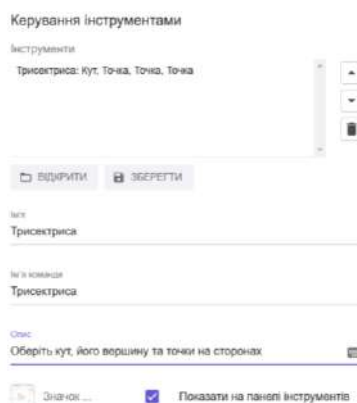 Керування інструментами
Інструменти
Трисектриса: Кут, Точка, Точка, Точка
ВІДКРИТИ ЗБЕРЕГТИ
Ім'я
Трисектриса
Ім'я команди
Трисектриса
Опис
Оберіть кут, його вершину та точки на сторонах
Значок ... Показати на панелі інструментів